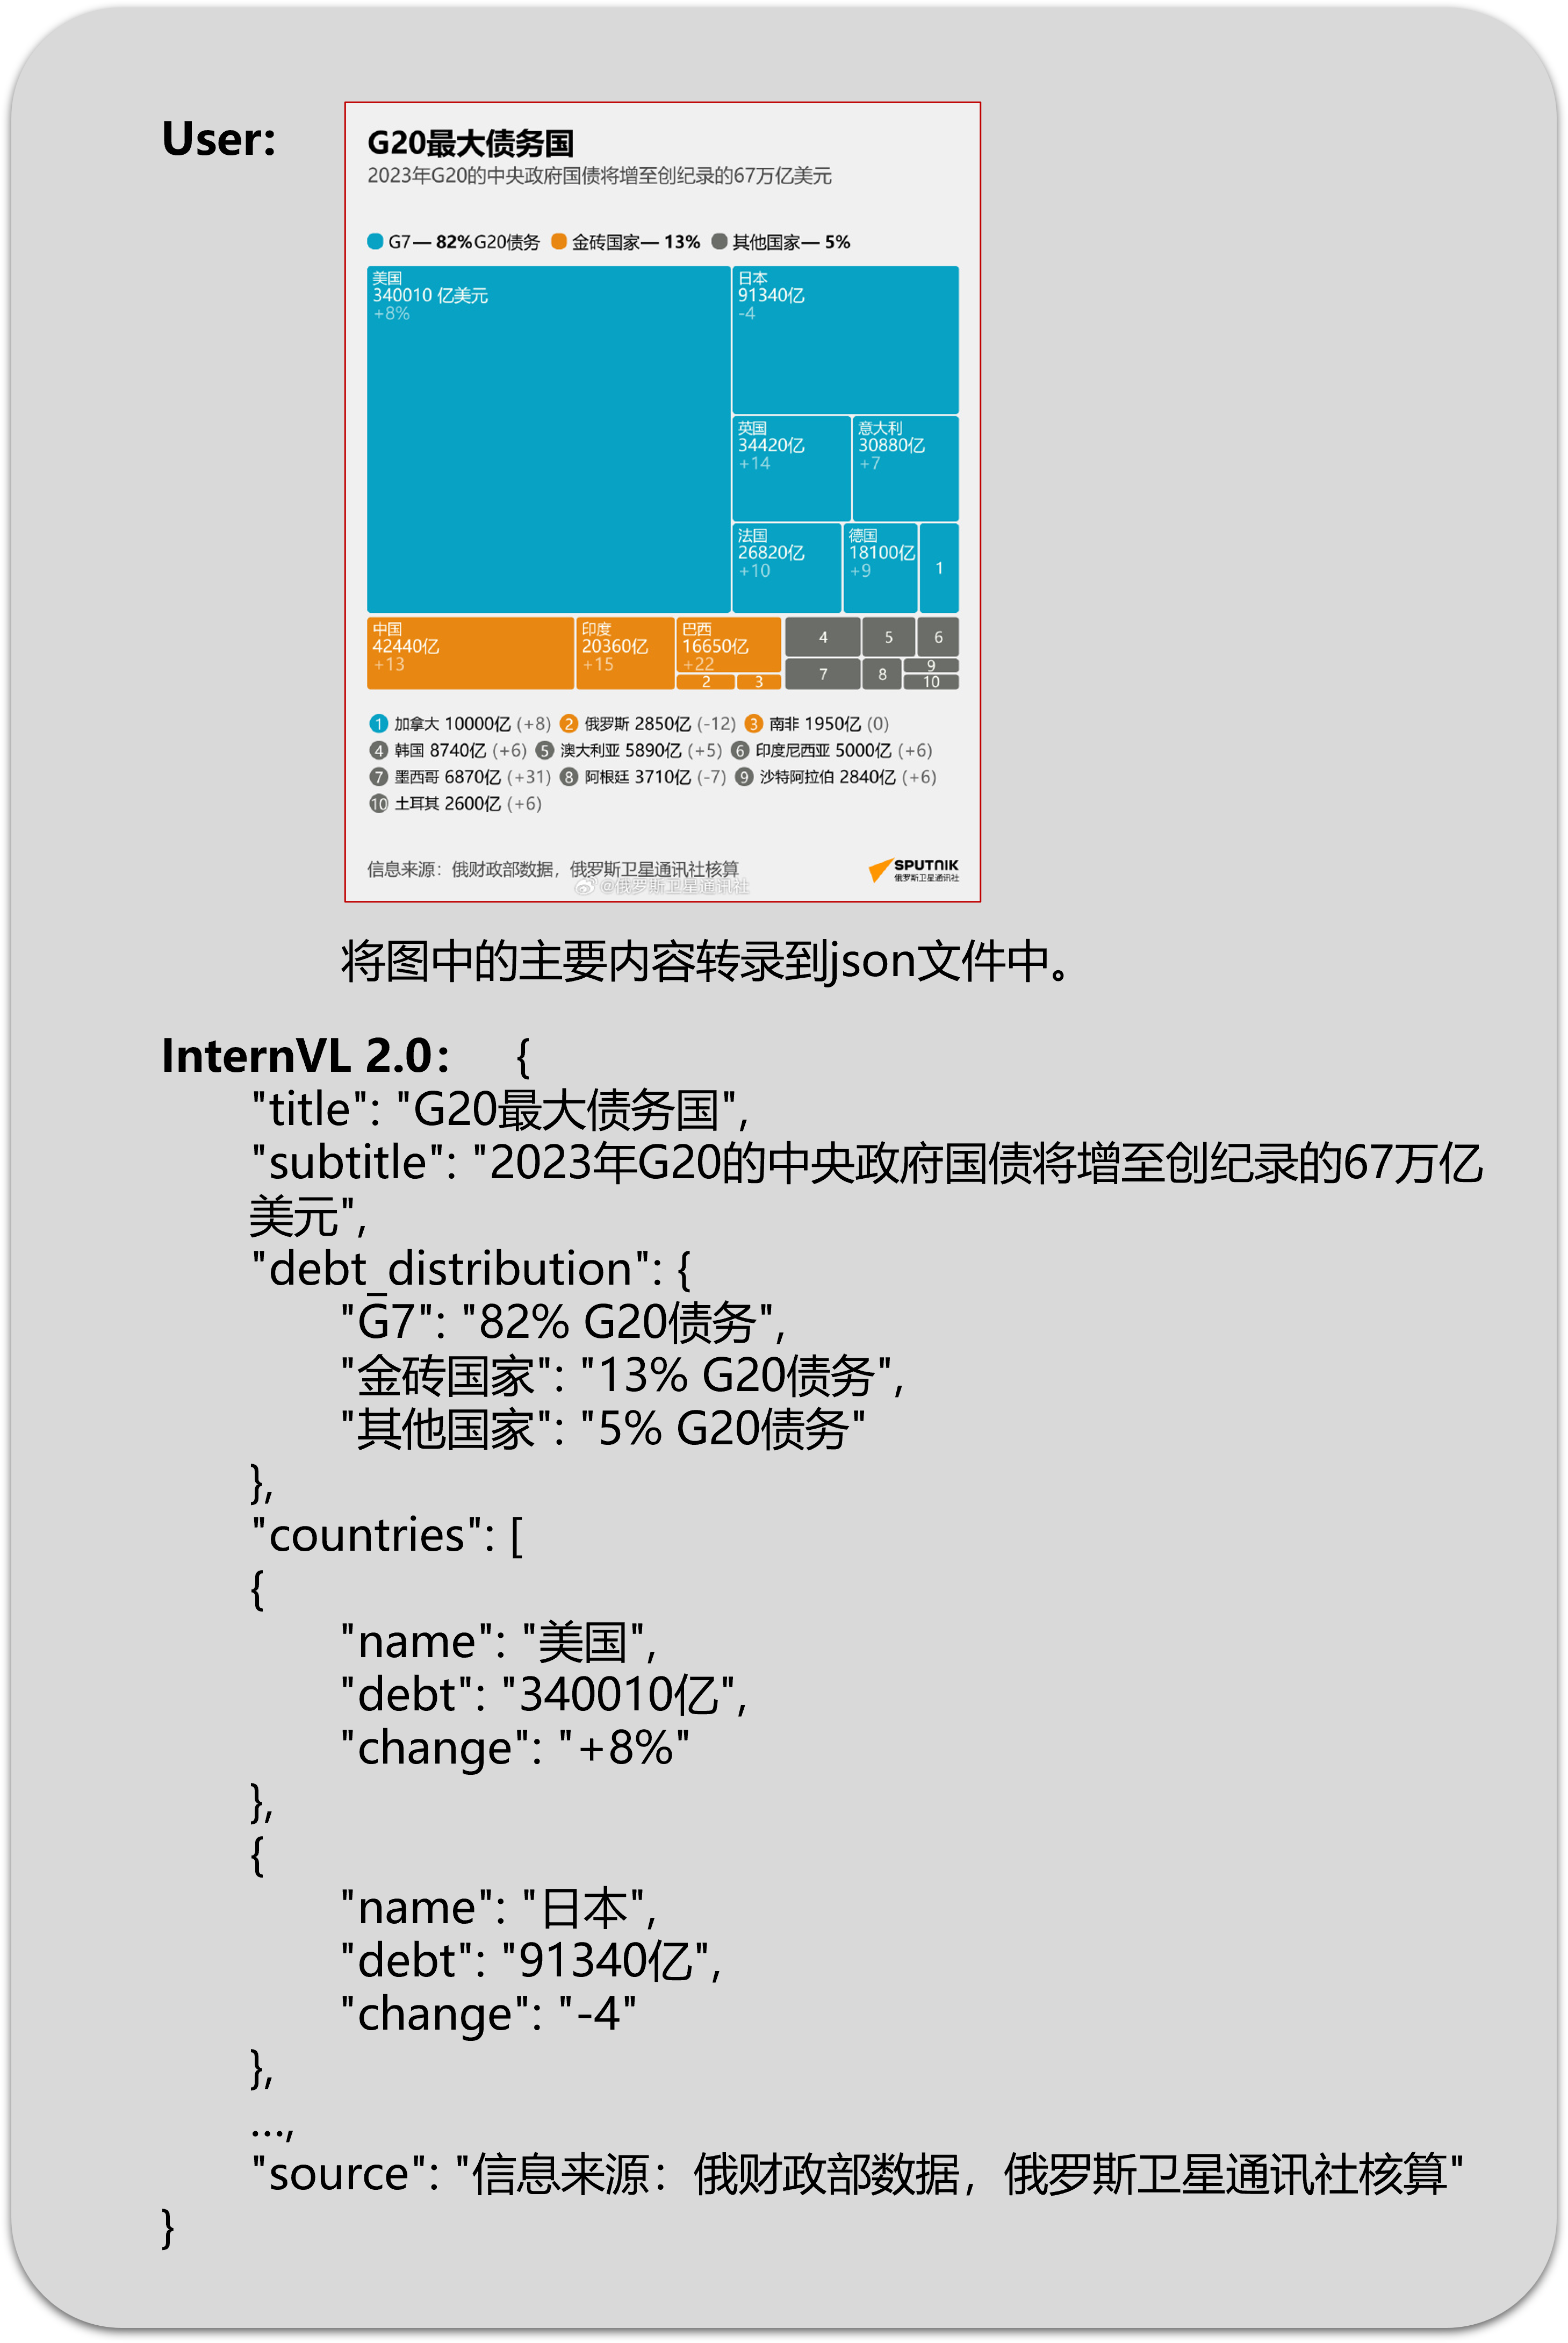 User:
G20最大债务国
2023年G20的中央政府国债将增至创纪录的67万亿美元
G7— 82%G20债务 金砖国家— 13% 其他国家— 5%
美国
340010 亿美元
+8%
日本
91340亿
-4
英国
34420亿
+14
意大利
30880亿
+7
法国
26820亿
+10
德国
18100亿
+9
1
中国
42440亿
+13
印度
20360亿
+15
巴西
16650亿
+22
2
3
4
5
6
7
8
9
10
1 加拿大 10000亿 (+8) 2 俄罗斯 2850亿 (-12) 3 南非 1950亿 (0)
4 韩国 8740亿 (+6) 5 澳大利亚 5890亿 (+5) 6 印度尼西亚 5000亿 (+6)
7 墨西哥 6870亿 (+31) 8 阿根廷 3710亿 (-7) 9 沙特阿拉伯 2840亿 (+6)
10 土耳其 2600亿 (+6)
信息来源：俄财政部数据，俄罗斯卫星通讯社核算
@俄罗斯卫星通讯社
SPUTNIK
俄罗斯卫星通讯社
将图中的主要内容转录到json文件中。
InternVL 2.0： {
"title": "G20最大债务国",
"subtitle": "2023年G20的中央政府国债将增至创纪录的67万亿
美元",
"debt_distribution": {
"G7": "82% G20债务",
"金砖国家": "13% G20债务",
"其他国家": "5% G20债务"
},
"countries": [
{
"name": "美国",
"debt": "340010亿",
"change": "+8%"
},
{
"name": "日本",
"debt": "91340亿",
"change": "-4"
},
...,
"source": "信息来源：俄财政部数据，俄罗斯卫星通讯社核算"
}